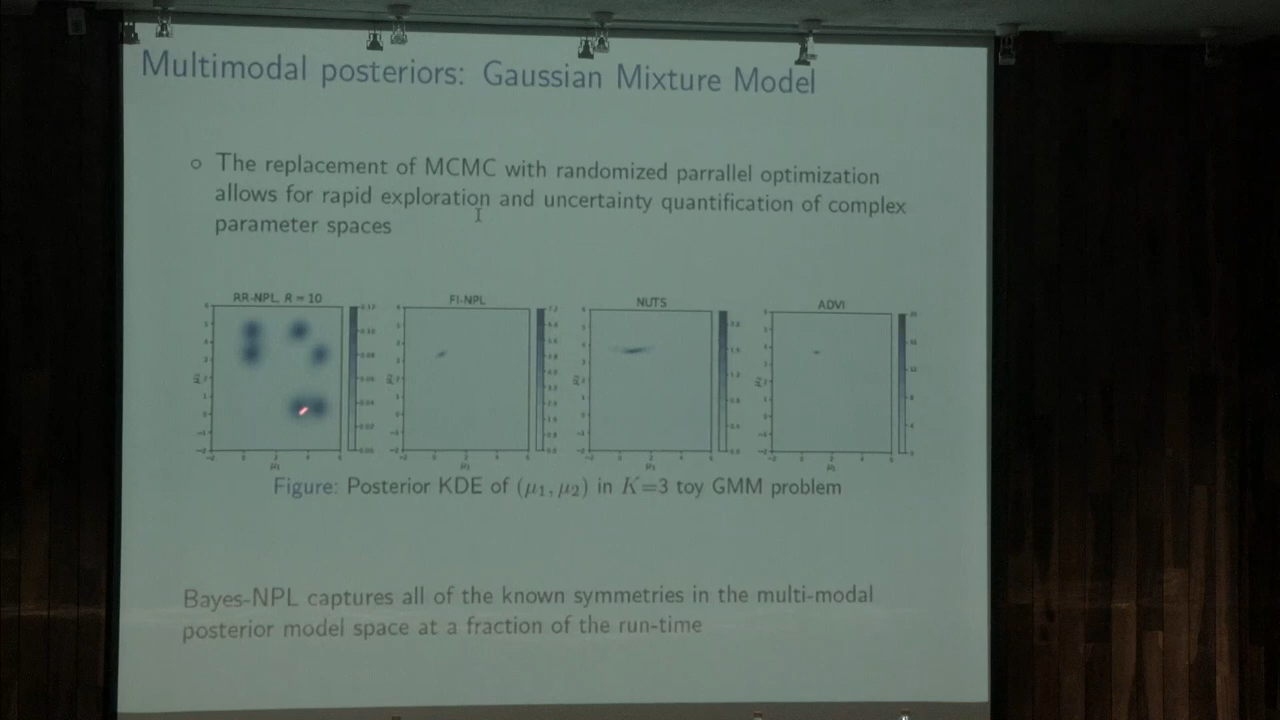 Multimodal posteriors: Gaussian Mixture Model
The replacement of MCMC with randomized parrallel optimization
allows for rapid exploration and uncertainty quantification of complex
parameter spaces
RR-NPL, R = 10
FI-NPL
NUTS
ADVI
Figure: Posterior KDE of (μ₁, μ₂) in K=3 toy GMM problem
Bayes-NPL captures all of the known symmetries in the multi-modal
posterior model space at a fraction of the run-time